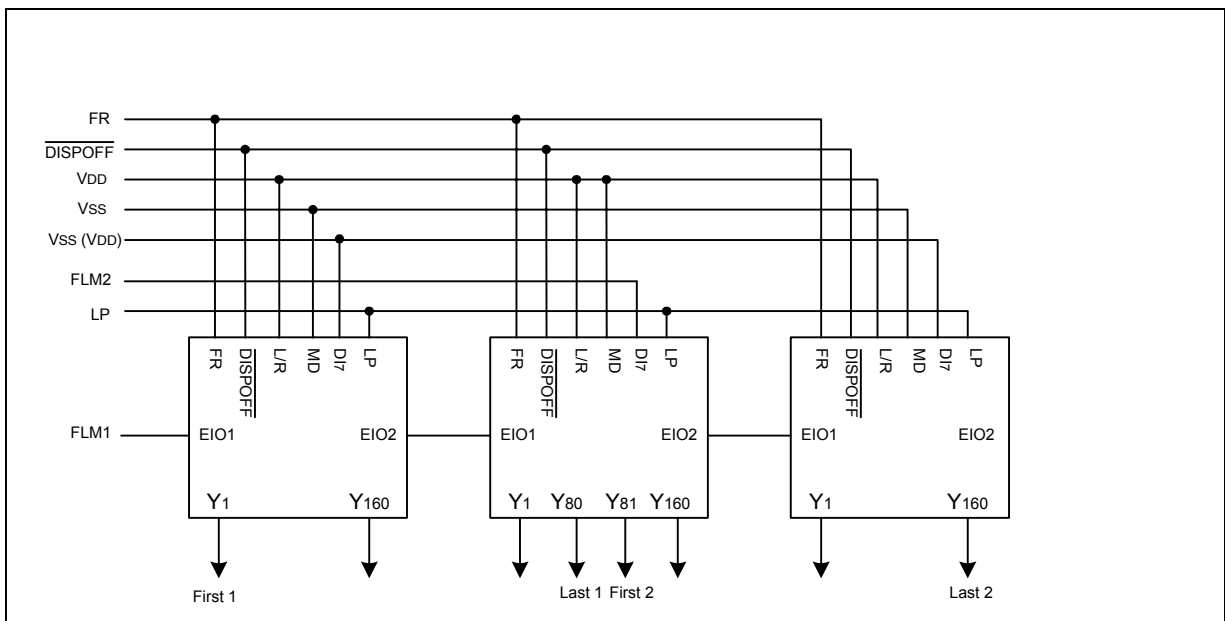 FR
DISPOFF
VDD
VSS
VSS (VDD)
FLM2
LP
FR DISPOFF L/R MD DI7 LP
FR DISPOFF L/R MD DI7 LP
FR DISPOFF L/R MD DI7 LP
FLM1
EIO1 EIO2
EIO1 EIO2
EIO1 EIO2
Y1 Y160
Y1 Y80 Y81 Y160
Y1 Y160
First 1
Last 1 First 2
Last 2